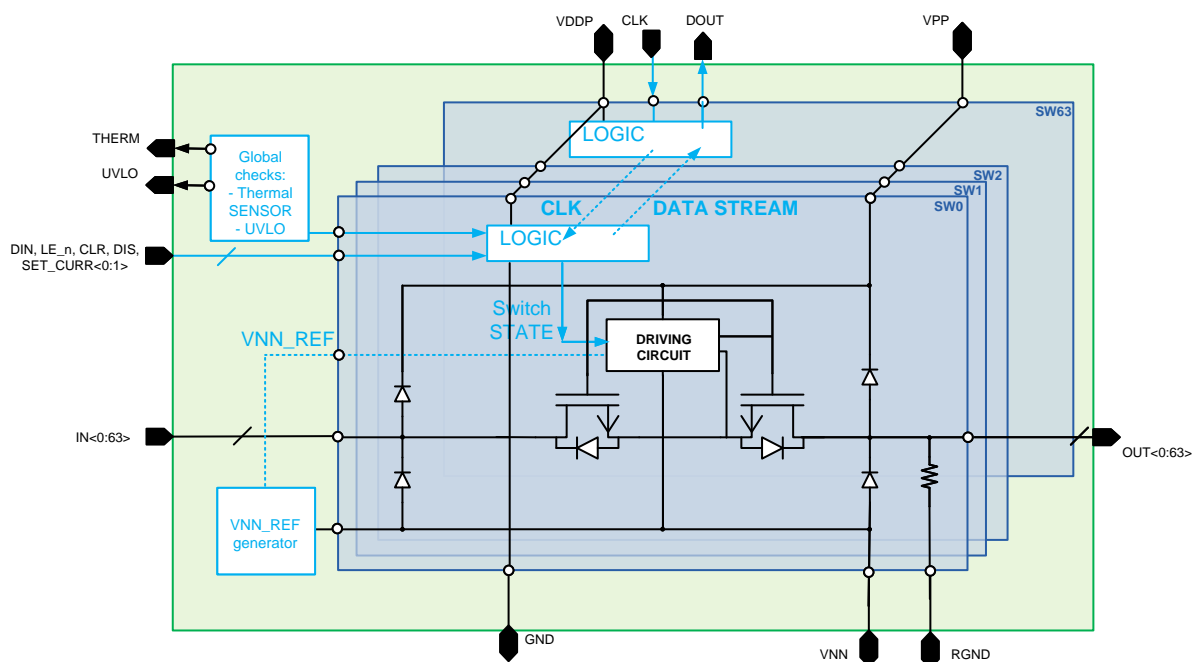 VDDP
CLK
DOUT
VPP
SW63
LOGIC
THERM
UVLO
Global
checks:
- Thermal
SENSOR
- UVLO
SW2
SW1
SW0
CLK
DATA STREAM
LOGIC
DIN, LE_n, CLR, DIS,
SET_CURR<0:1>
Switch
STATE
VNN_REF
DRIVING
CIRCUIT
IN<0:63>
OUT<0:63>
VNN_REF
generator
GND
VNN
RGND